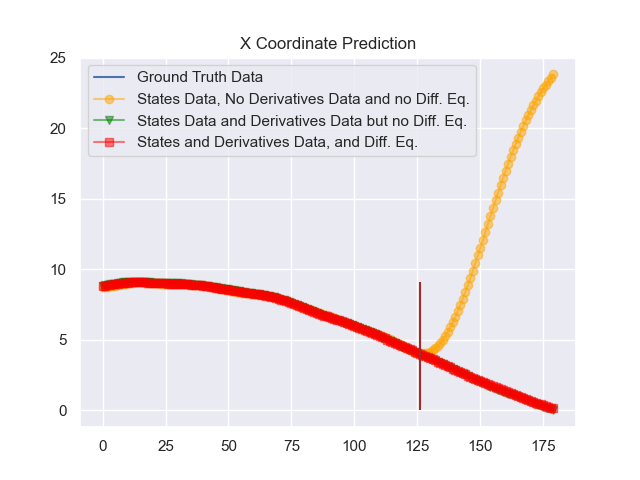 X Coordinate Prediction
25
20
15
10
5
0
Ground Truth Data
States Data, No Derivatives Data and no Diff. Eq.
States Data and Derivatives Data but no Diff. Eq.
States and Derivatives Data, and Diff. Eq.
0 25 50 75 100 125 150 175